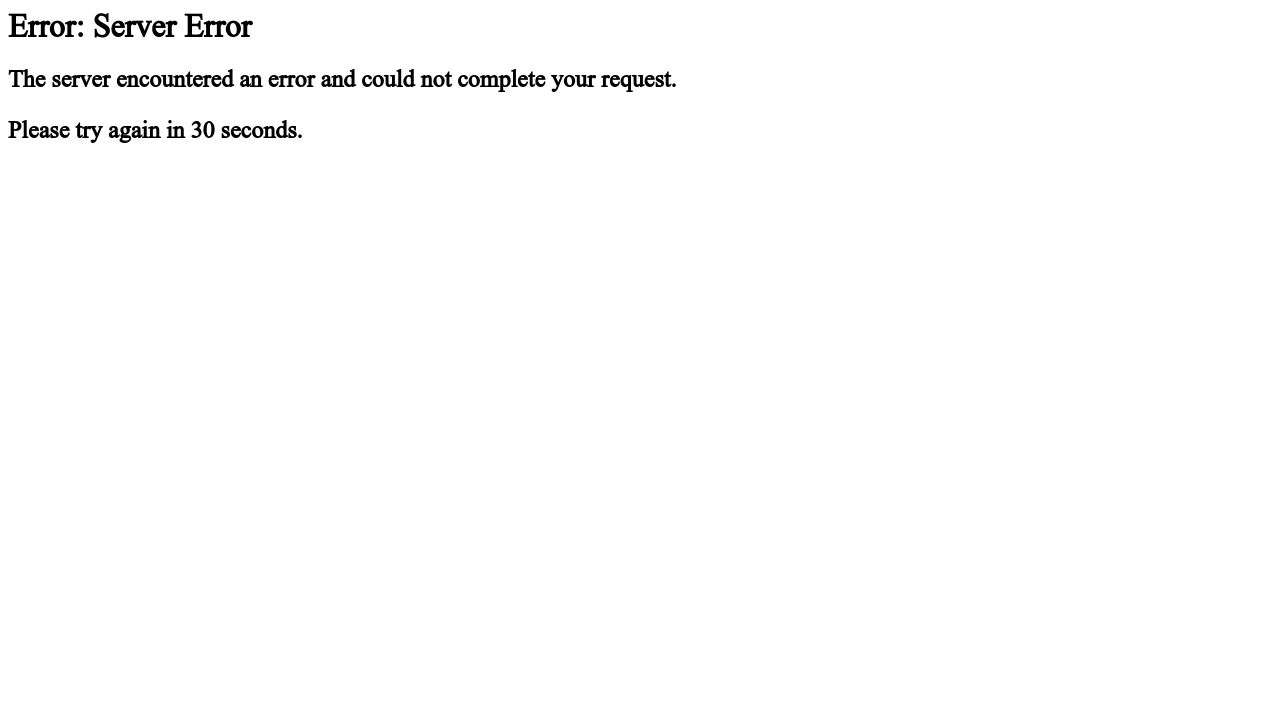 Error: Server Error
The server encountered an error and could not complete your request.
Please try again in 30 seconds.